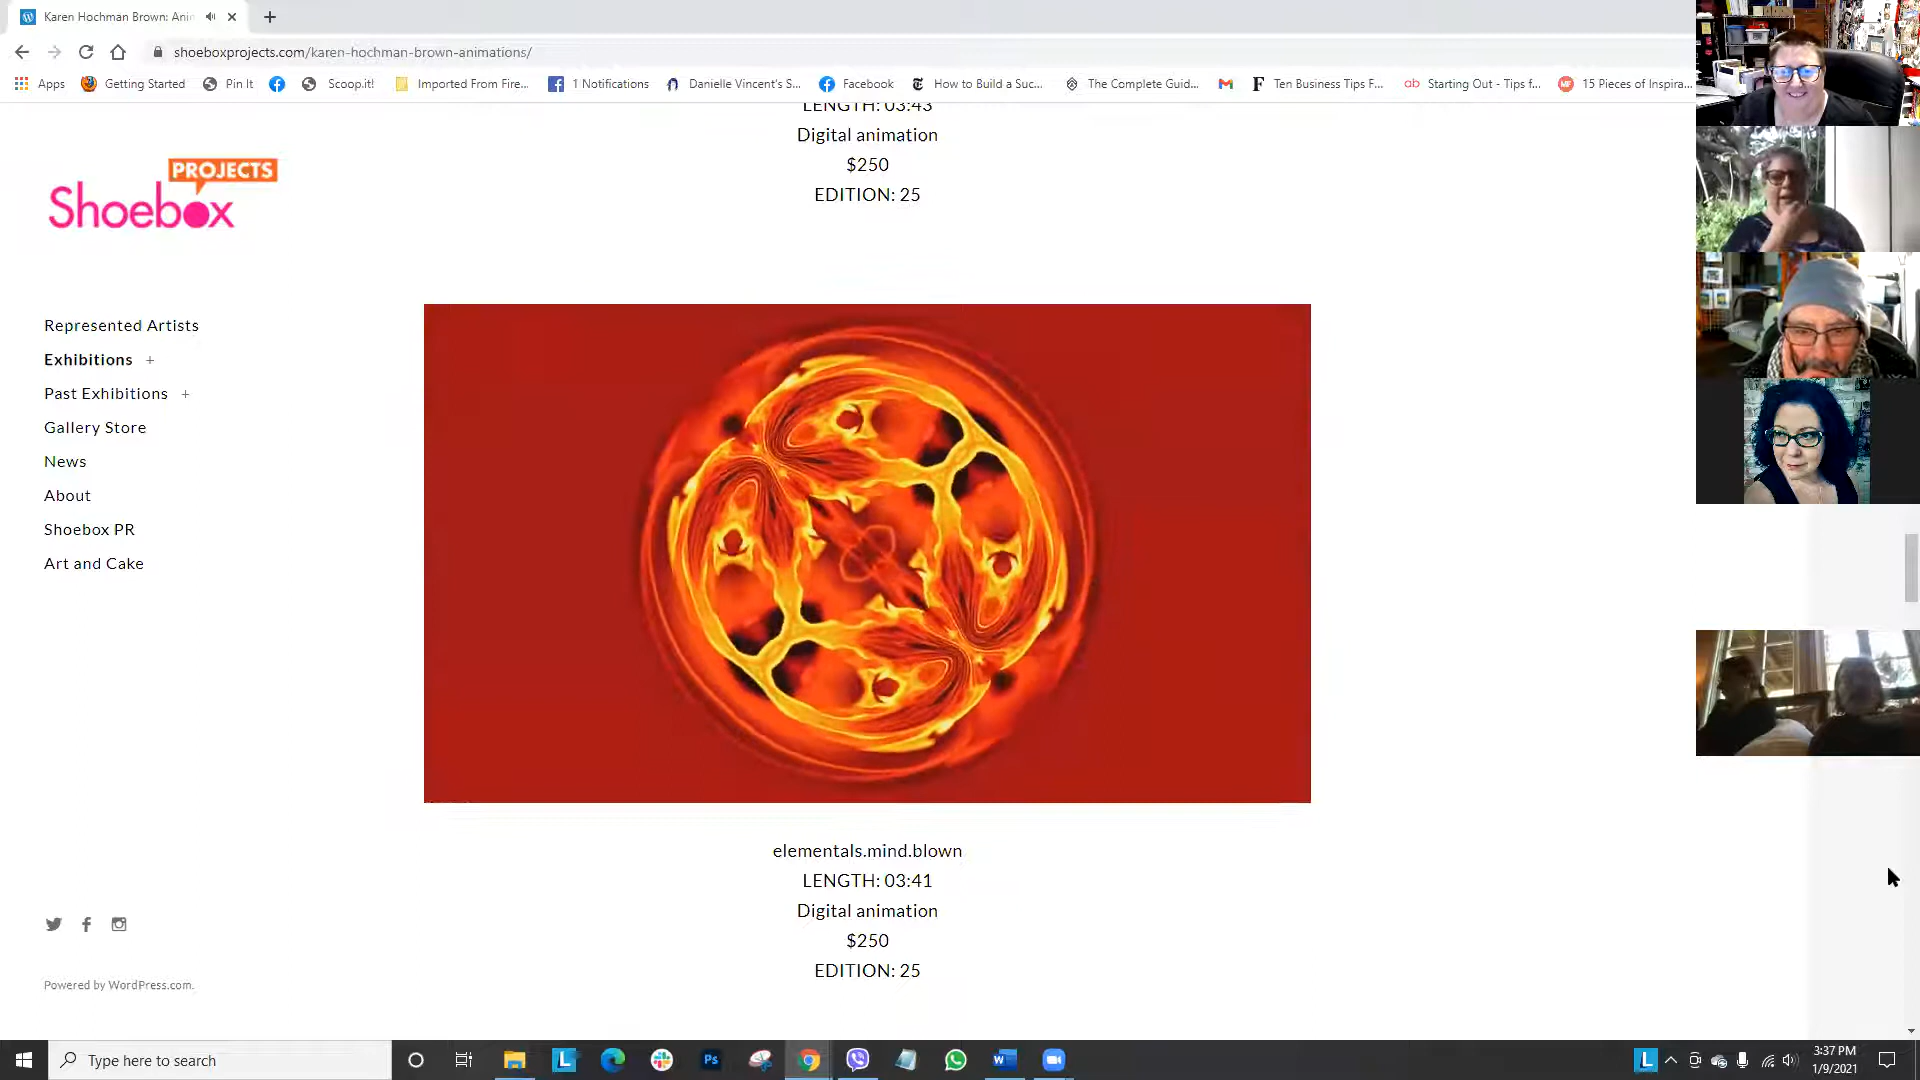 Karen Hochman Brown: Ani
shoeboxprojects.com/karen-hochman-brown-animations/
Apps
Getting Started
Pin It
Scoop.it!
Imported From Fire...
1 Notifications
Danielle Vincent's S...
Facebook
How to Build a Suc...
The Complete Guid...
Ten Business Tips F...
Starting Out - Tips f...
15 Pieces of Inspira...
LENGTH: 03:43
Digital animation
$250
EDITION: 25
PROJECTS
Shoebox
Represented Artists
Exhibitions +
Past Exhibitions +
Gallery Store
News
About
Shoebox PR
Art and Cake
elementals.mind.blown
LENGTH: 03:41
Digital animation
$250
EDITION: 25
Powered by WordPress.com.
Type here to search
3:37 PM
1/9/2021